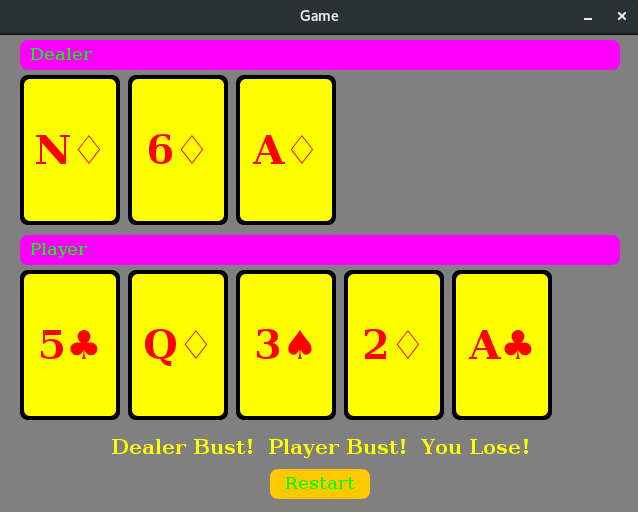 Game
Dealer
N♢ 6♢ A♢
Player
5♣ Q♢ 3♠ 2♢ A♣
Dealer Bust! Player Bust! You Lose!
Restart